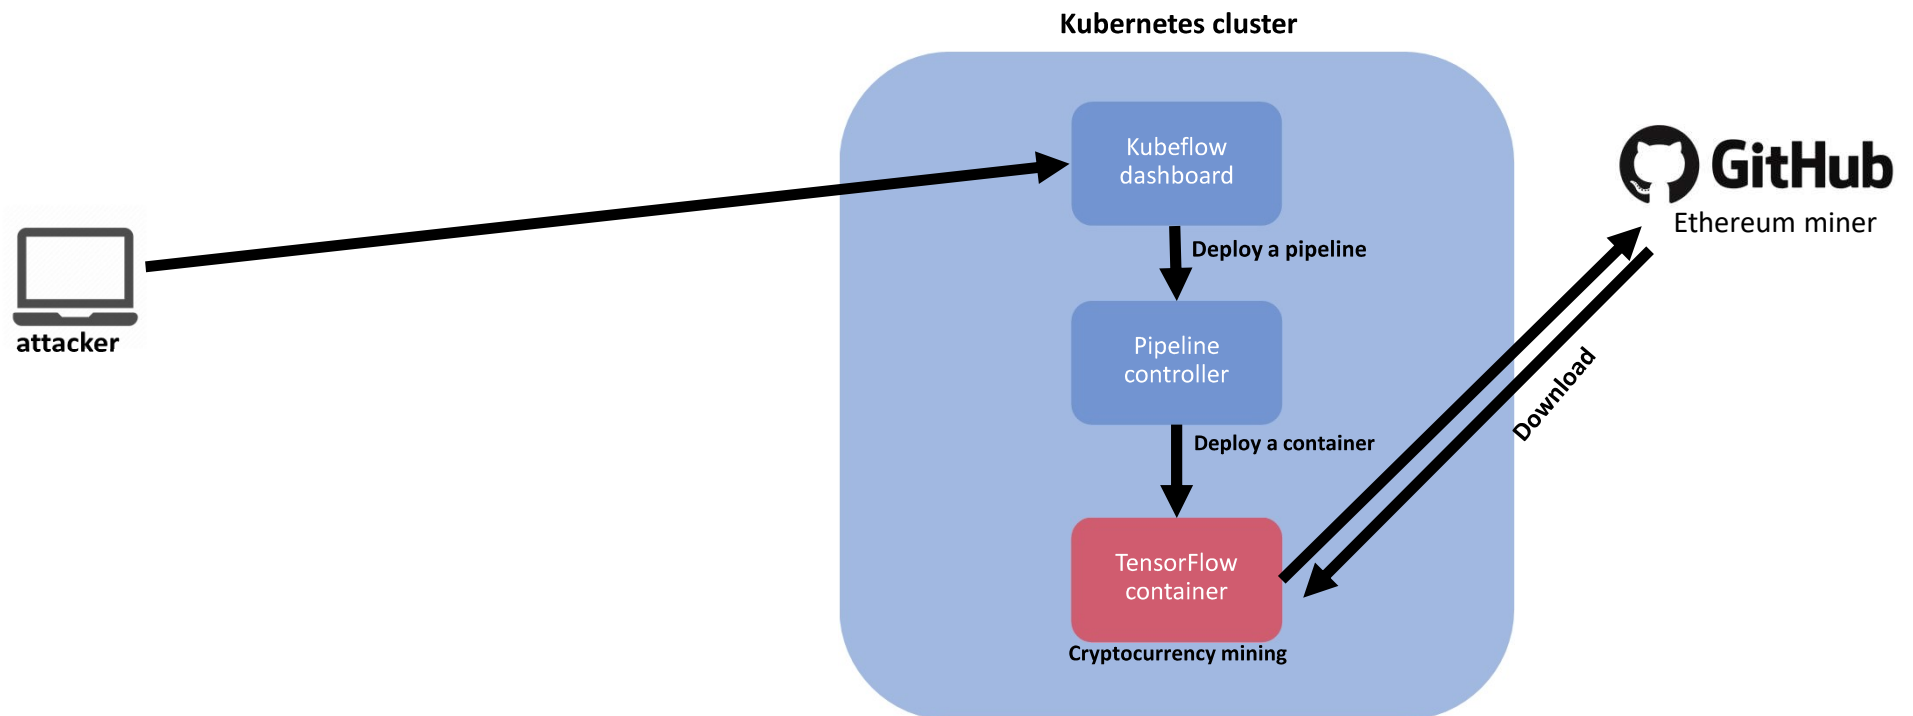 Kubernetes cluster
Kubeflow
dashboard
Deploy a pipeline
Pipeline
controller
Deploy a container
TensorFlow
container
Cryptocurrency mining
attacker
GitHub
Ethereum miner
Download